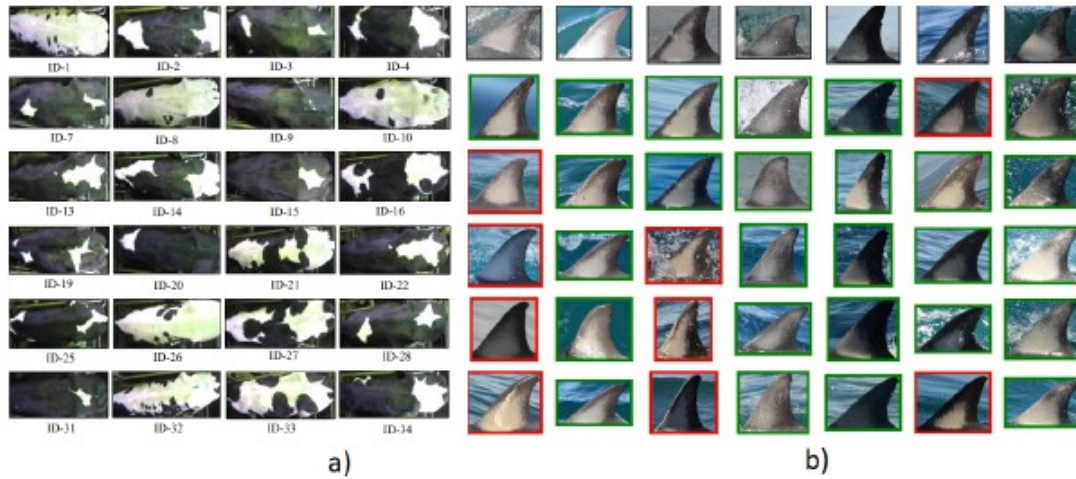 ID-1 ID-2 ID-3 ID-4
ID-7 ID-8 ID-9 ID-10
ID-13 ID-14 ID-15 ID-16
ID-19 ID-20 ID-21 ID-22
ID-25 ID-26 ID-27 ID-28
ID-31 ID-32 ID-33 ID-34
a) b)